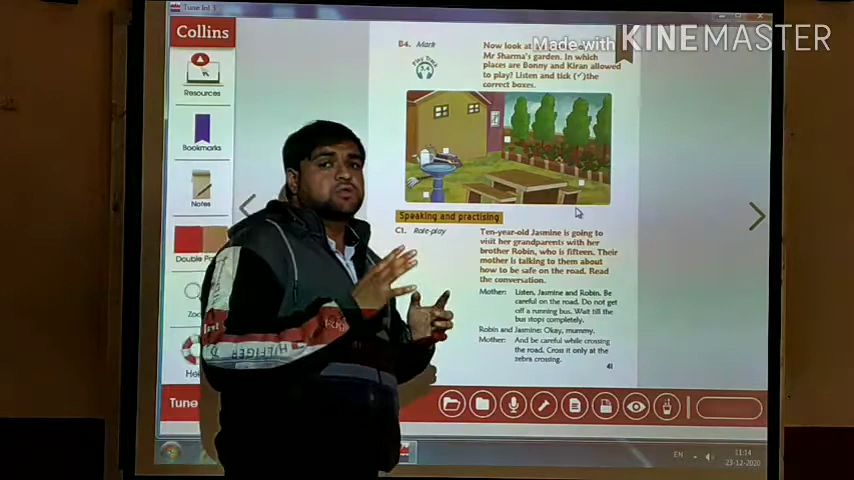 Tune Int 3
Made with KINEMASTER
Collins
Resources
Bookmarks
Notes
B4. Mark
Play Track
Now look at
Mr Sharma's garden. In which
places are Bonny and Kiran allowed
to play? Listen and tick (✓) the
correct boxes.
Speaking and practising
C1. Role-play
Ten-year-old Jasmine is going to
visit her grandparents with her
brother Robin, who is fifteen. Their
mother is talking to them about
how to be safe on the road. Read
the conversation.
Mother: Listen, Jasmine and Robin. Be
careful on the road. Do not get
off a running bus. Wait till the
bus stops completely.
Robin and Jasmine: Okay, mummy.
Mother: And be careful while crossing
the road. Cross it only at the
zebra crossing.
41
Tune
HILFIGER
EN
11:14
23-12-2020